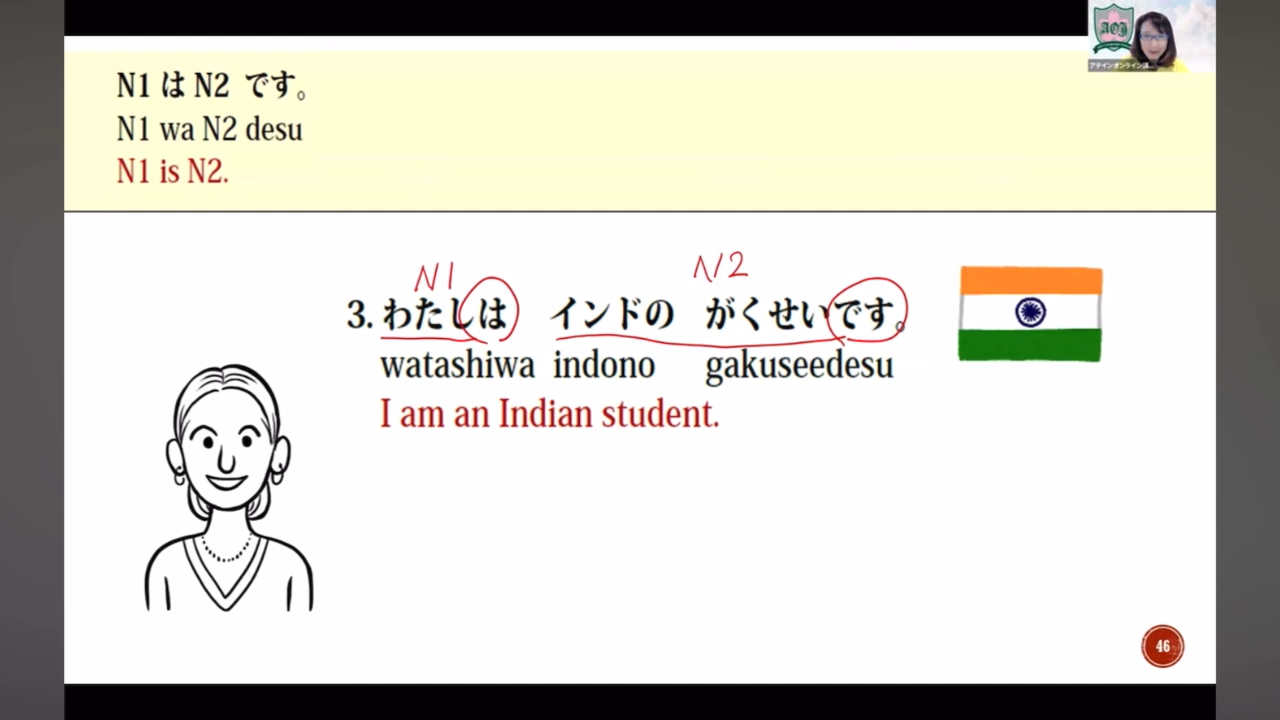 N1 は N2 です。
N1 wa N2 desu
N1 is N2.
N1 N2
3. わたしは インドの がくせいです。
watashiwa indono gakuseedesu
I am an Indian student.
46
AOJ